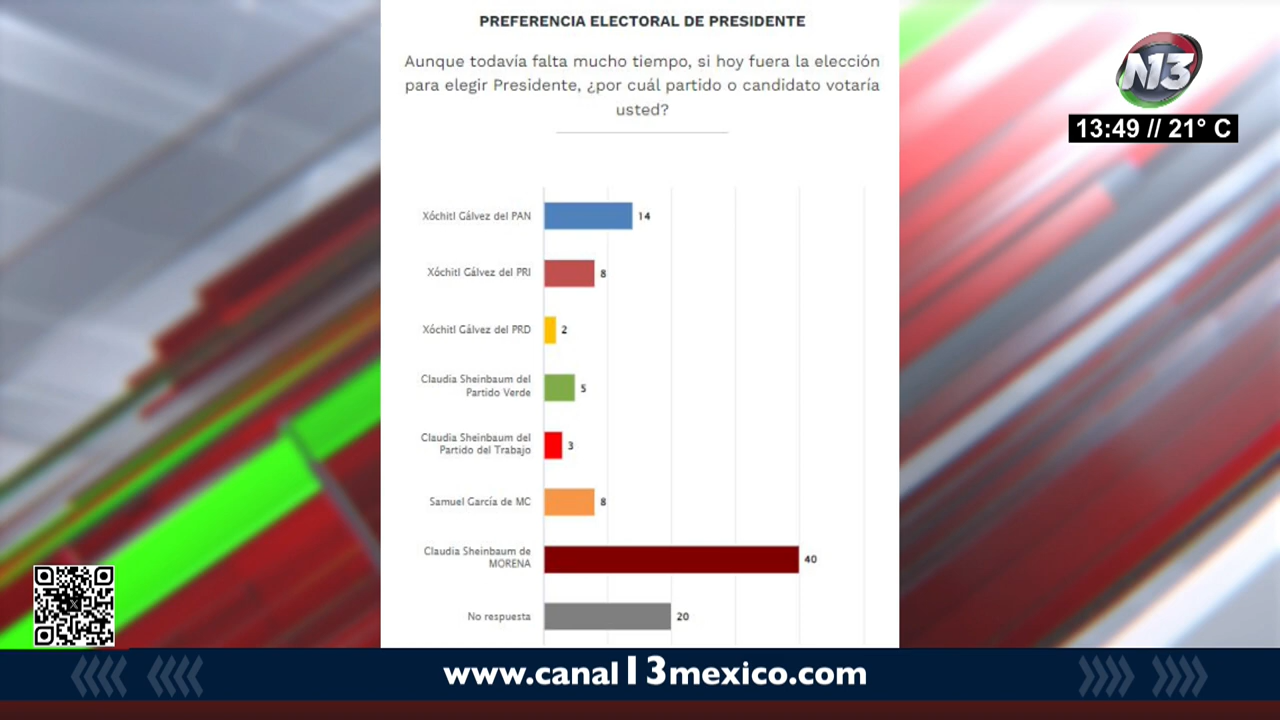 PREFERENCIA ELECTORAL DE PRESIDENTE
Aunque todavía falta mucho tiempo, si hoy fuera la elección
para elegir Presidente, ¿por cuál partido o candidato votaría
usted?
N13
13:49 // 21° C
Xóchitl Gálvez del PAN 14
Xóchitl Gálvez del PRI 8
Xóchitl Gálvez del PRD 2
Claudia Sheinbaum del
Partido Verde 5
Claudia Sheinbaum del
Partido del Trabajo 3
Samuel García de MC 8
Claudia Sheinbaum de
MORENA 40
No respuesta 20
www.canal13mexico.com